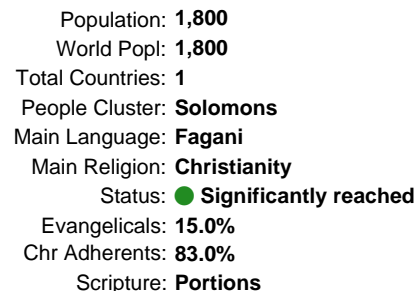 Population: 1,800
World Popl: 1,800
Total Countries: 1
People Cluster: Solomons
Main Language: Fagani
Main Religion: Christianity
Status: Significantly reached
Evangelicals: 15.0%
Chr Adherents: 83.0%
Scripture: Portions